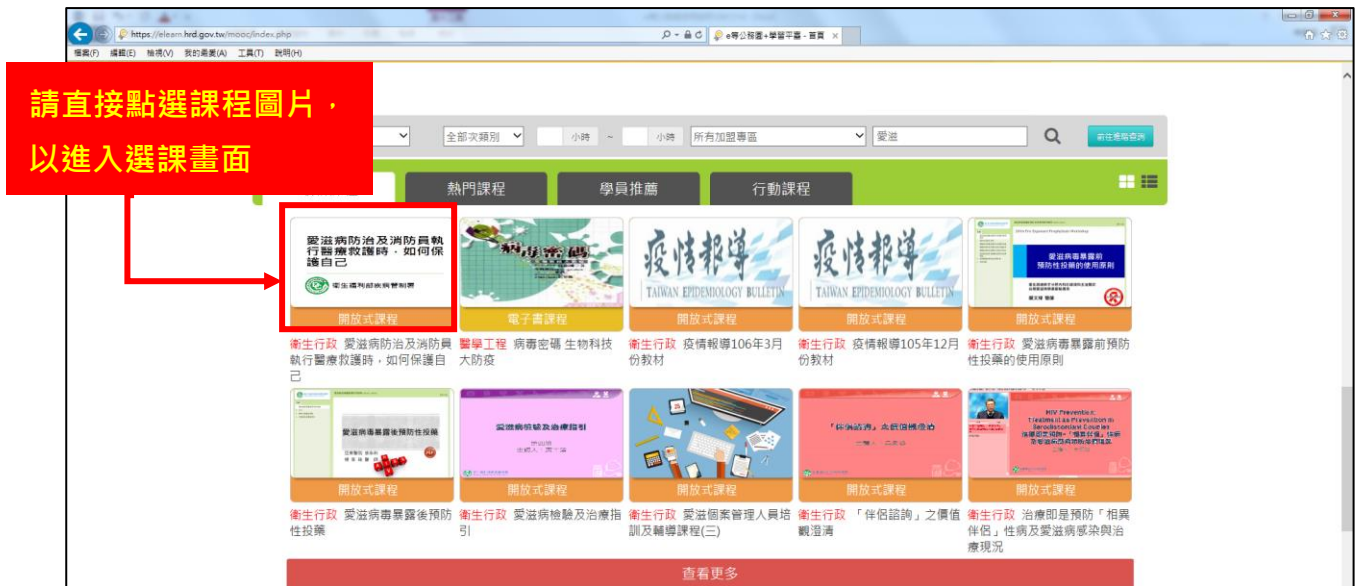 https://elearn.hrd.gov.tw/mooc/index.php
e等公務園+學習平臺 - 首頁
檔案(F) 編輯(E) 檢視(V) 我的最愛(A) 工具(T) 說明(H)
請直接點選課程圖片，
以進入選課畫面
全部次類別
小時 ~ 小時
所有加盟專區
愛滋
熱門課程
學員推薦
行動課程
愛滋病防治及消防員執
行醫療救護時，如何保
護自己
衛生福利部疾病管制署
開放式課程
病毒密碼
電子書課程
疫情報導
TAIWAN EPIDEMIOLOGY BULLETIN
開放式課程
疫情報導
TAIWAN EPIDEMIOLOGY BULLETIN
開放式課程
愛滋病毒暴露前
預防性投藥的使用原則
開放式課程
衛生行政 愛滋病防治及消防員
執行醫療救護時，如何保護自
己
醫學工程 病毒密碼 生物科技
大防疫
衛生行政 疫情報導106年3月
份教材
衛生行政 疫情報導105年12月
份教材
衛生行政 愛滋病毒暴露前預防
性投藥的使用原則
愛滋病毒暴露後預防性投藥
開放式課程
愛滋病檢驗及治療指引
開放式課程
開放式課程
「伴侶諮詢」之價值觀澄清
開放式課程
HIV Prevention:
Treatment as Prevention in
Serodiscordant Couples
開放式課程
衛生行政 愛滋病毒暴露後預防
性投藥
衛生行政 愛滋病檢驗及治療指
引
衛生行政 愛滋個案管理人員培
訓及輔導課程(三)
衛生行政 「伴侶諮詢」之價值
觀澄清
衛生行政 治療即是預防「相異
伴侶」性病及愛滋病感染與治
療現況
查看更多